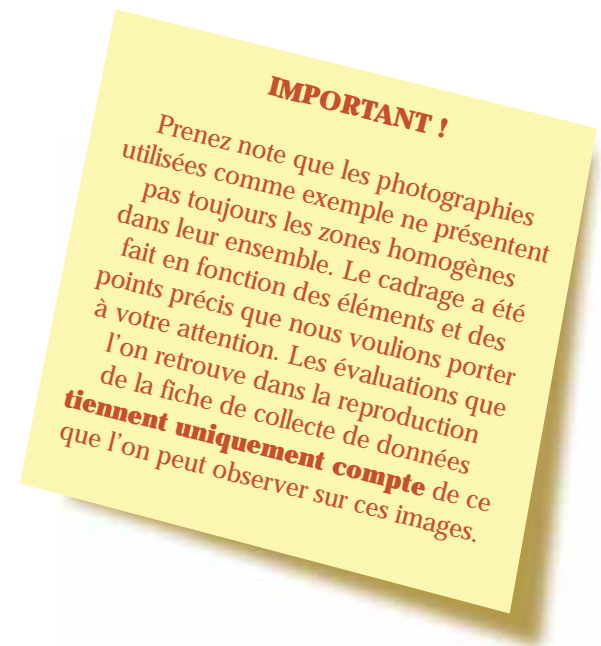 IMPORTANT !
Prenez note que les photographies
utilisées comme exemple ne présentent
pas toujours les zones homogènes
dans leur ensemble. Le cadrage a été
fait en fonction des éléments et des
points précis que nous voulions porter
à votre attention. Les évaluations que
l’on retrouve dans la reproduction
de la fiche de collecte de données
tiennent uniquement compte de ce
que l’on peut observer sur ces images.